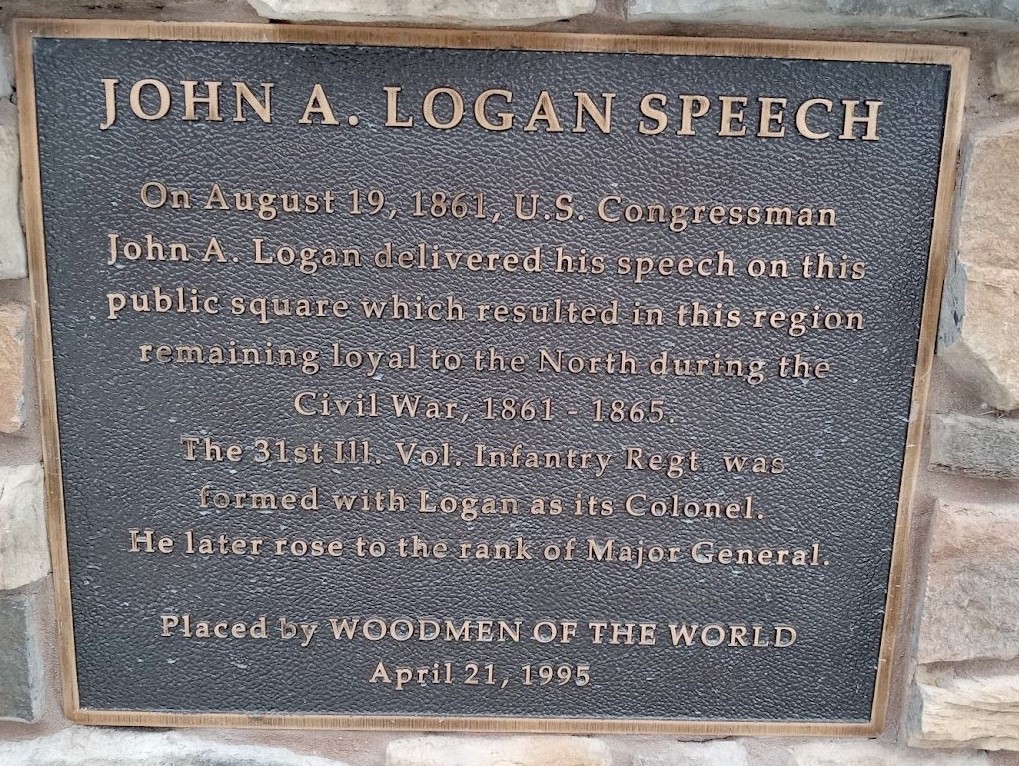 JOHN A. LOGAN SPEECH
On August 19, 1861, U.S. Congressman
John A. Logan delivered his speech on this
public square which resulted in this region
remaining loyal to the North during the
Civil War, 1861 - 1865.
The 31st Ill. Vol. Infantry Regt. was
formed with Logan as its Colonel.
He later rose to the rank of Major General.
Placed by WOODMEN OF THE WORLD
April 21, 1995